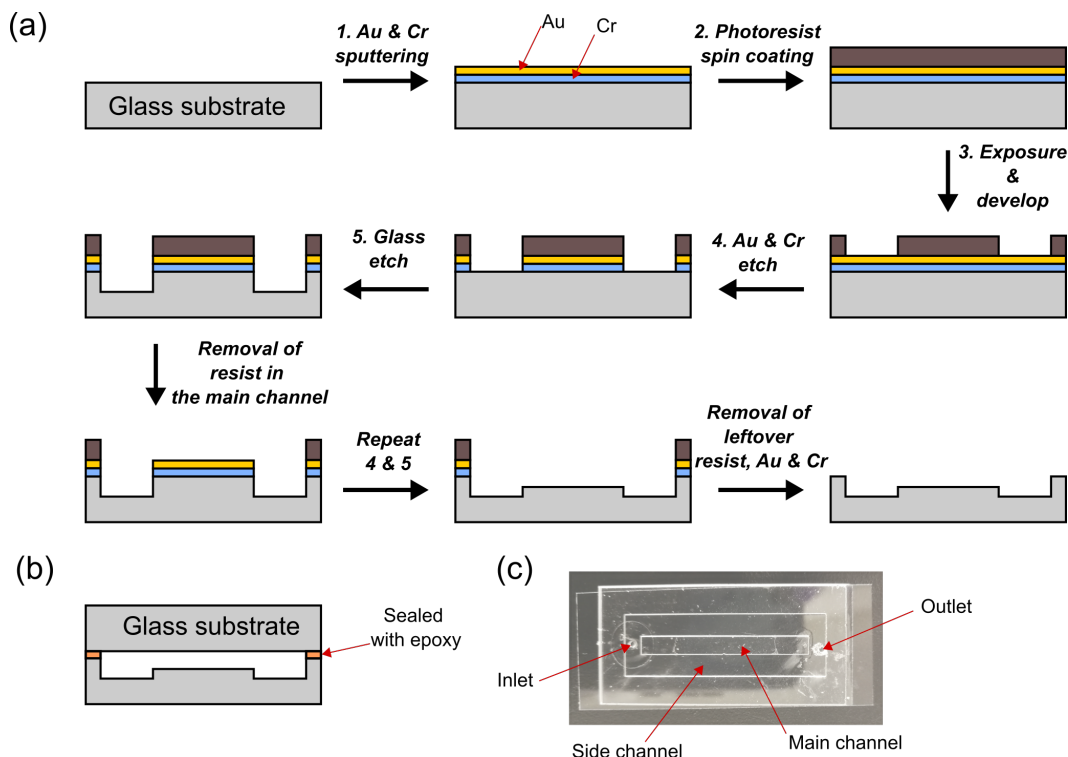 (a)
1. Au & Cr
sputtering
Au
Cr
2. Photoresist
spin coating
Glass substrate
3. Exposure
&
develop
5. Glass
etch
4. Au & Cr
etch
Removal of
resist in
the main channel
Repeat
4 & 5
Removal of
leftover
resist, Au & Cr
(b)
Glass substrate
Sealed
with epoxy
(c)
Outlet
Inlet
Side channel
Main channel